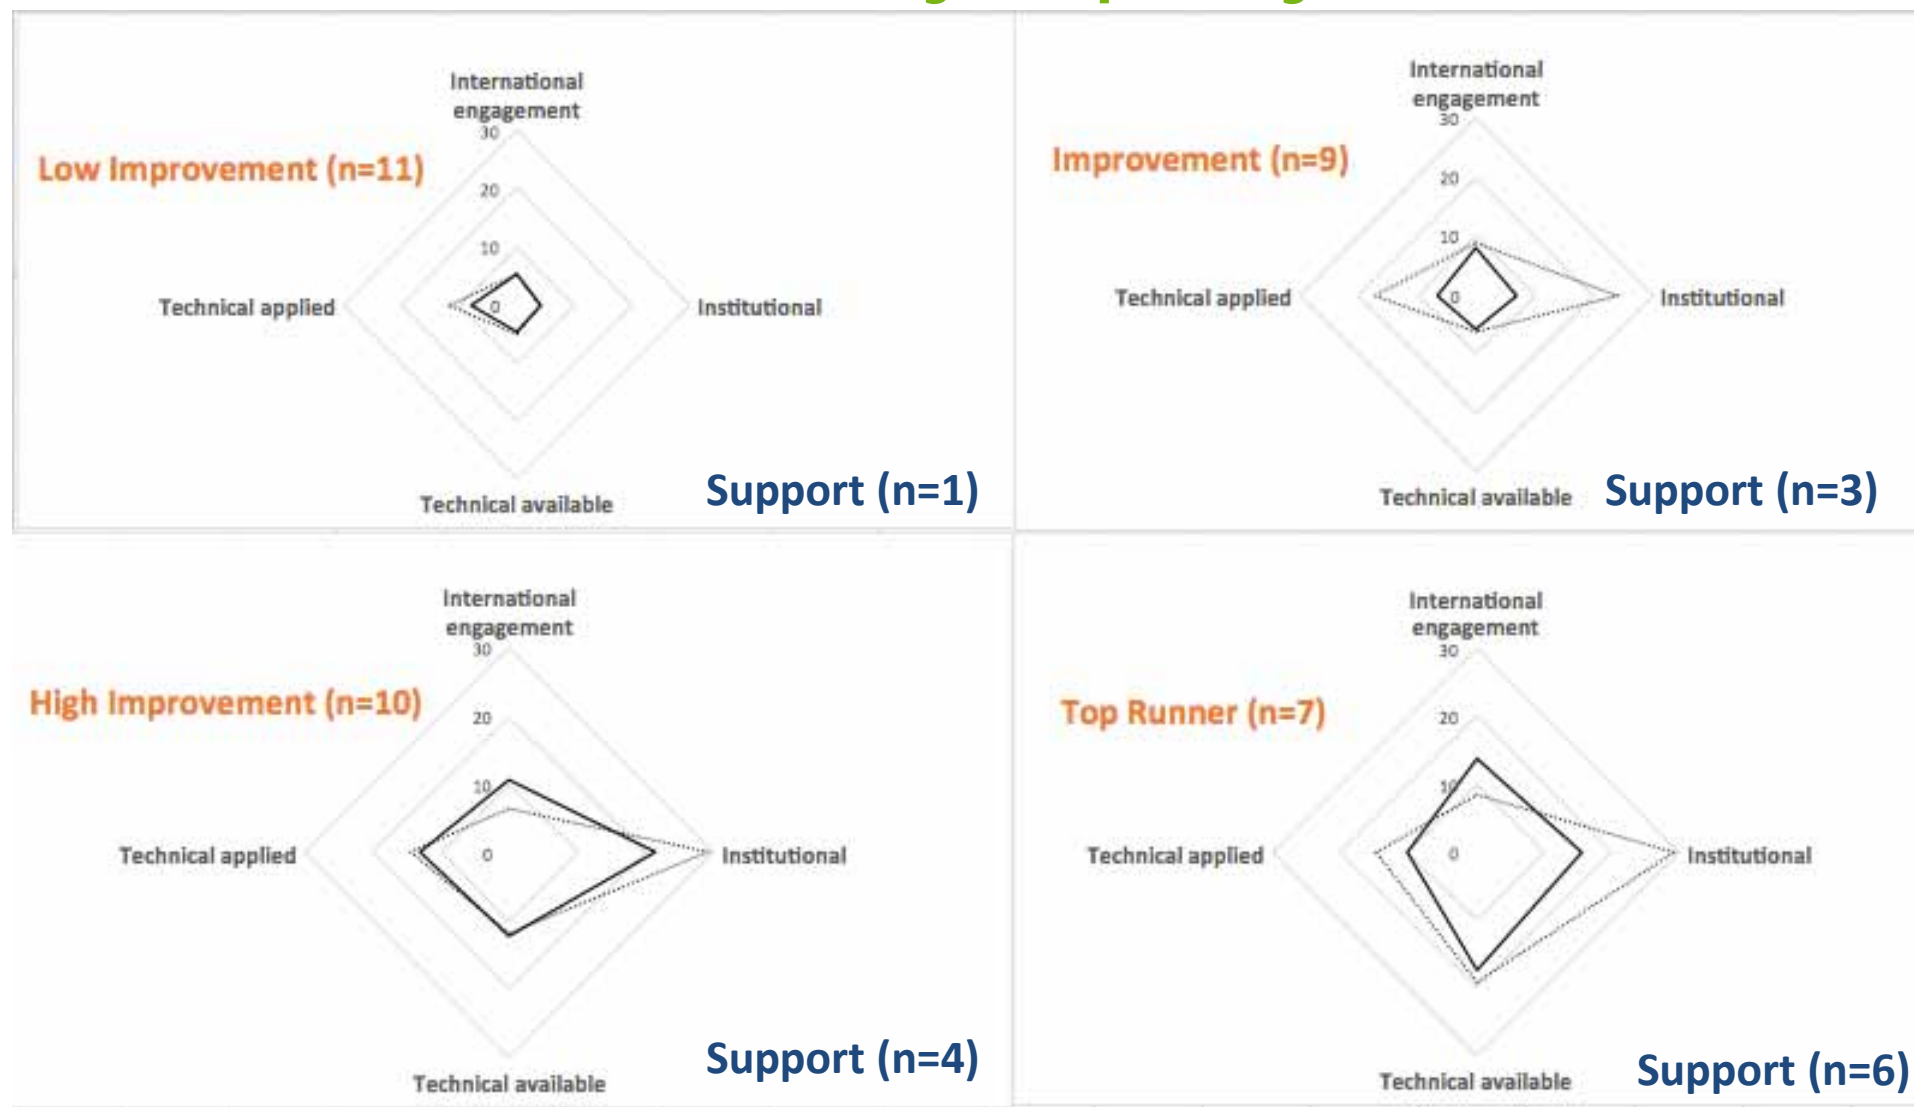 International
engagement
30
Low Improvement (n=11)
20
10
Technical applied
0
Institutional
Technical available
Support (n=1)
International
engagement
30
Improvement (n=9)
20
10
Technical applied
0
Institutional
Technical available
Support (n=3)
International
engagement
30
High Improvement (n=10)
20
10
Technical applied
0
Institutional
Technical available
Support (n=4)
International
engagement
30
Top Runner (n=7)
20
10
Technical applied
0
Institutional
Technical available
Support (n=6)